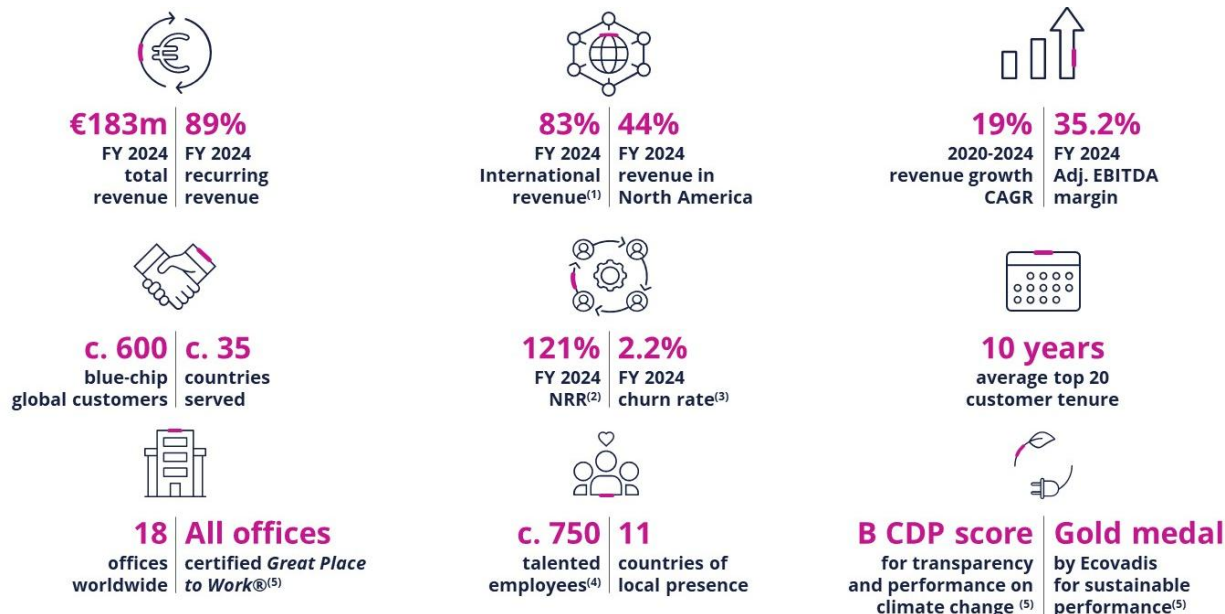 €183m
FY 2024
total
revenue
89%
FY 2024
recurring
revenue
83%
FY 2024
International
revenue(1)
44%
FY 2024
revenue in
North America
19%
2020-2024
revenue growth
CAGR
35.2%
FY 2024
Adj. EBITDA
margin
c. 600
blue-chip
global customers
c. 35
countries
served
121%
FY 2024
NRR(2)
2.2%
FY 2024
churn rate(3)
10 years
average top 20
customer tenure
18
offices
worldwide
All offices
certified Great Place
to Work®(5)
c. 750
talented
employees(4)
11
countries of
local presence
B CDP score
for transparency
and performance on
climate change (5)
Gold medal
by Ecovadis
for sustainable
performance(5)